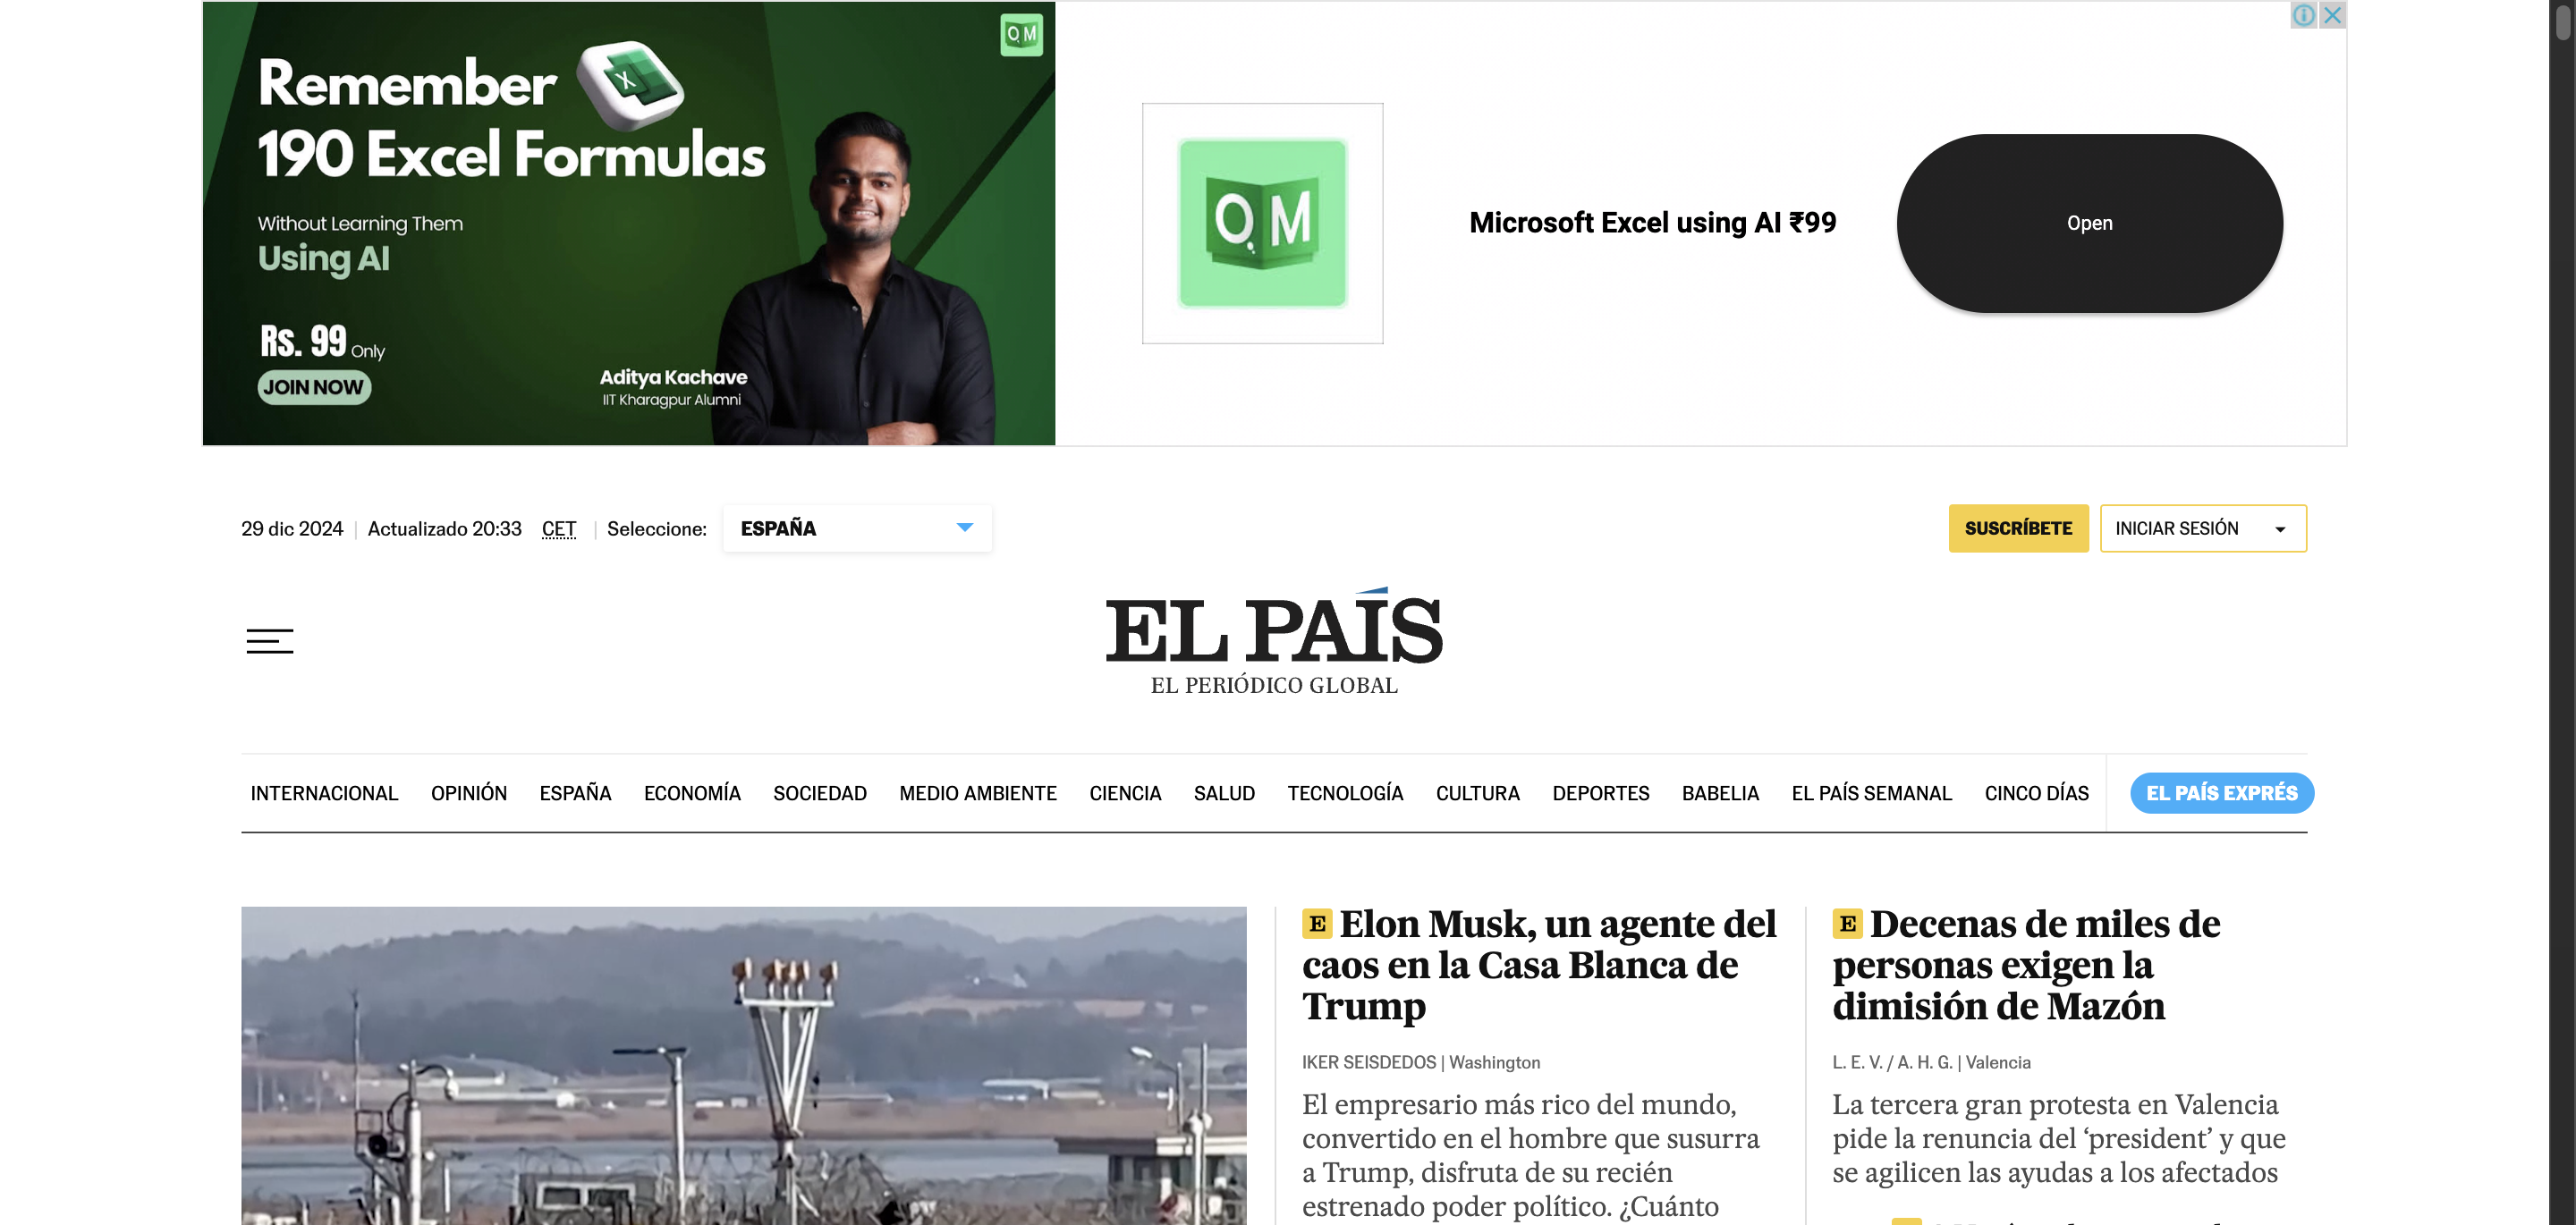 Remember
190 Excel Formulas
Without Learning Them
Using AI
Rs. 99 Only
JOIN NOW
Aditya Kachave
IIT Kharagpur Alumni
QM
X
QM
Microsoft Excel using AI ₹99
Open
29 dic 2024 | Actualizado 20:33 CET | Seleccione: ESPAÑA
SUSCRÍBETE
INICIAR SESIÓN
EL PAÍS
EL PERIÓDICO GLOBAL
INTERNACIONAL OPINIÓN ESPAÑA ECONOMÍA SOCIEDAD MEDIO AMBIENTE CIENCIA SALUD TECNOLOGÍA CULTURA DEPORTES BABELIA EL PAÍS SEMANAL CINCO DÍAS EL PAÍS EXPRÉS
E Elon Musk, un agente del
caos en la Casa Blanca de
Trump
IKER SEISDEDOS | Washington
El empresario más rico del mundo,
convertido en el hombre que susurra
a Trump, disfruta de su recién
estrenado poder político. ¿Cuánto
E Decenas de miles de
personas exigen la
dimisión de Mazón
L. E. V. / A. H. G. | Valencia
La tercera gran protesta en Valencia
pide la renuncia del ‘president’ y que
se agilicen las ayudas a los afectados